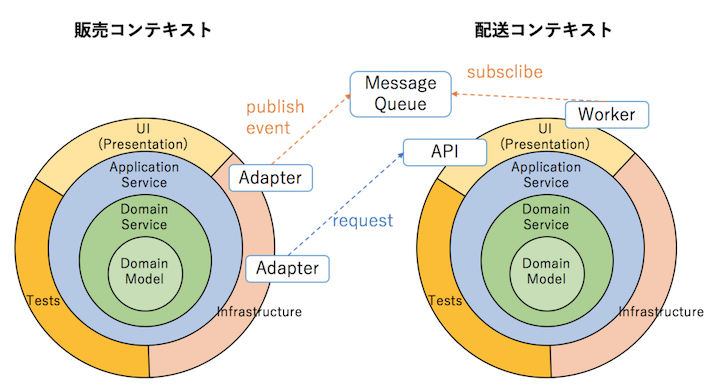 販売コンテキスト
配送コンテキスト
Message
Queue
subsclibe
publish
event
Worker
UI
(Presentation)
Application
Service
Adapter
Domain
Service
Domain
Model
Adapter
Tests
Infrastructure
request
API
UI
(Presentation)
Application
Service
Domain
Service
Domain
Model
Tests
Infrastructure